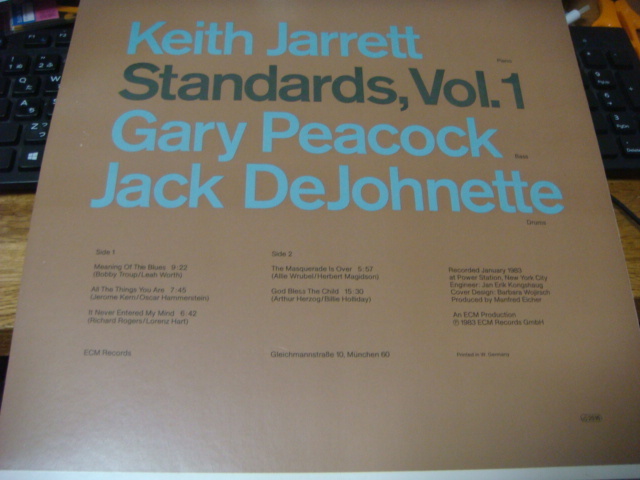 Keith Jarrett
Piano
Standards, Vol. 1
Gary Peacock
Bass
Jack DeJohnette
Drums
Side 1
Meaning Of The Blues 9:22
(Bobby Troup/Leah Worth)
All The Things You Are 7:45
(Jerome Kern/Oscar Hammerstein)
It Never Entered My Mind 6:42
(Richard Rogers/Lorenz Hart)
Side 2
The Masquerade Is Over 5:57
(Allie Wrubel/Herbert Magidson)
God Bless The Child 15:30
(Arthur Herzog/Billie Holliday)
Recorded January 1983
at Power Station, New York City
Engineer: Jan Erik Kongshaug
Cover Design: Barbara Wojirsch
Produced by Manfred Eicher
An ECM Production
℗ 1983 ECM Records GmbH
ECM Records
Gleichmannstraße 10, München 60
Printed in W. Germany